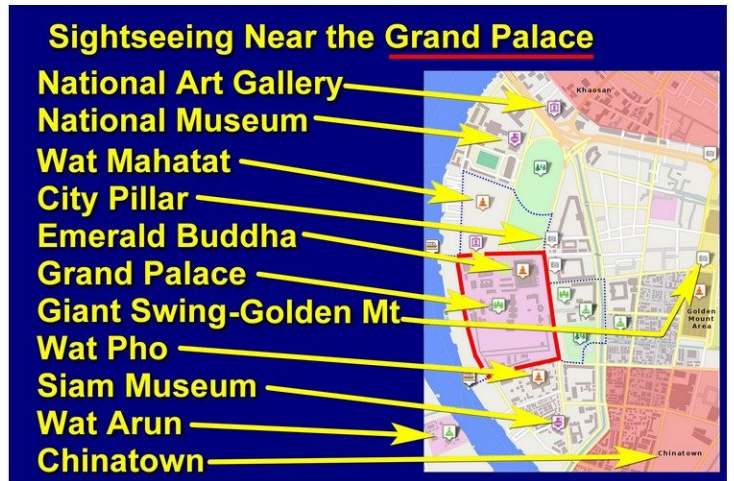 Sightseeing Near the Grand Palace
National Art Gallery
National Museum
Wat Mahatat
City Pillar
Emerald Buddha
Grand Palace
Giant Swing-Golden Mt
Wat Pho
Siam Museum
Wat Arun
Chinatown
Khaosan
Golden
Mount
Area
Chinatown